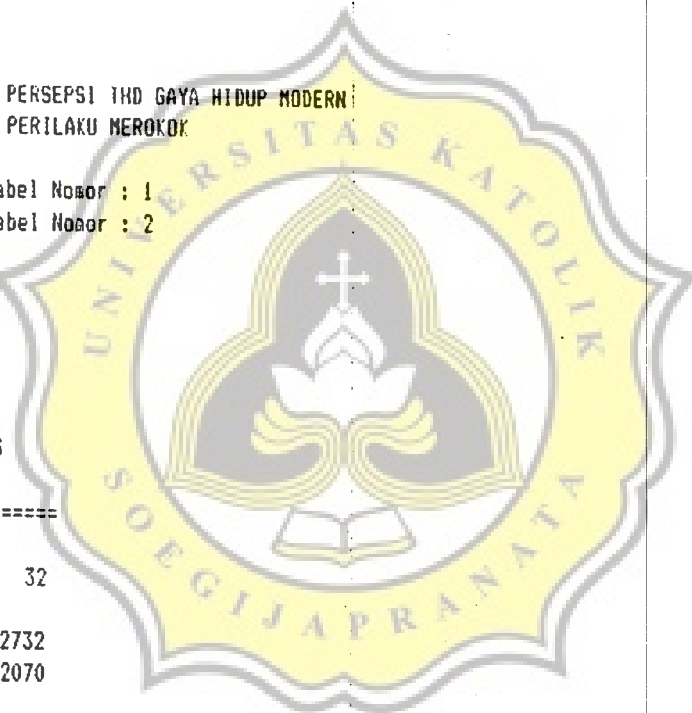 PERSEPSI THD GAYA HIDUP MODERN
PERILAKU MEROKOK
abel Nomor : 1
abel Nomor : 2
UNIVERSITAS KATOLIK
=====
32
2732
2070
SOEGIJAPRANATA